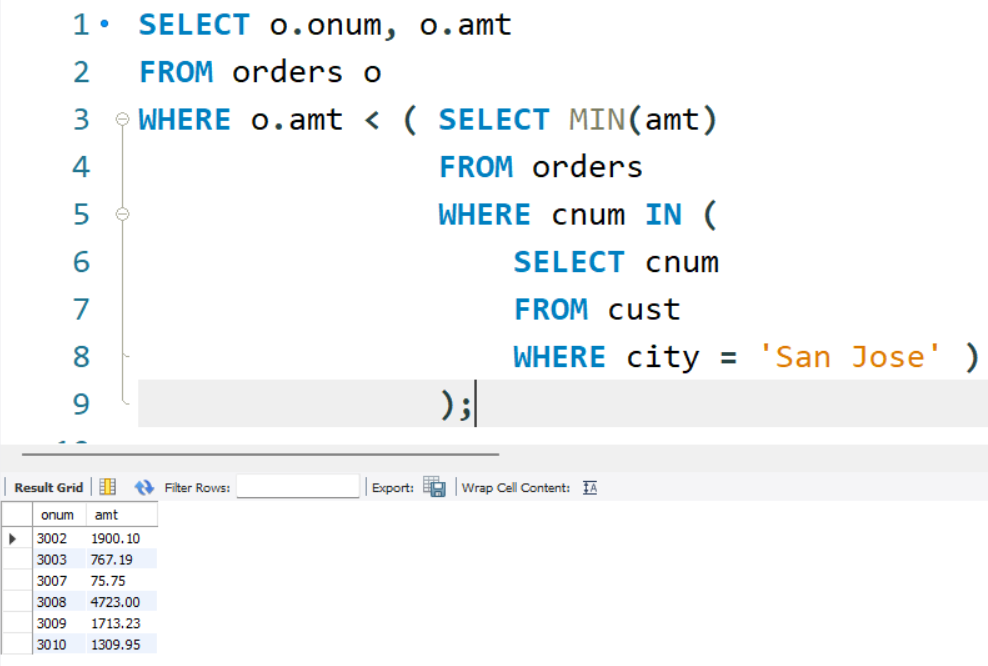 1 SELECT o.onum, o.amt
2 FROM orders o
3 WHERE o.amt < ( SELECT MIN(amt)
4 FROM orders
5 WHERE cnum IN (
6 SELECT cnum
7 FROM cust
8 WHERE city = 'San Jose' )
9 );
Result Grid Filter Rows: Export: Wrap Cell Content:
onum amt
3002 1900.10
3003 767.19
3007 75.75
3008 4723.00
3009 1713.23
3010 1309.95